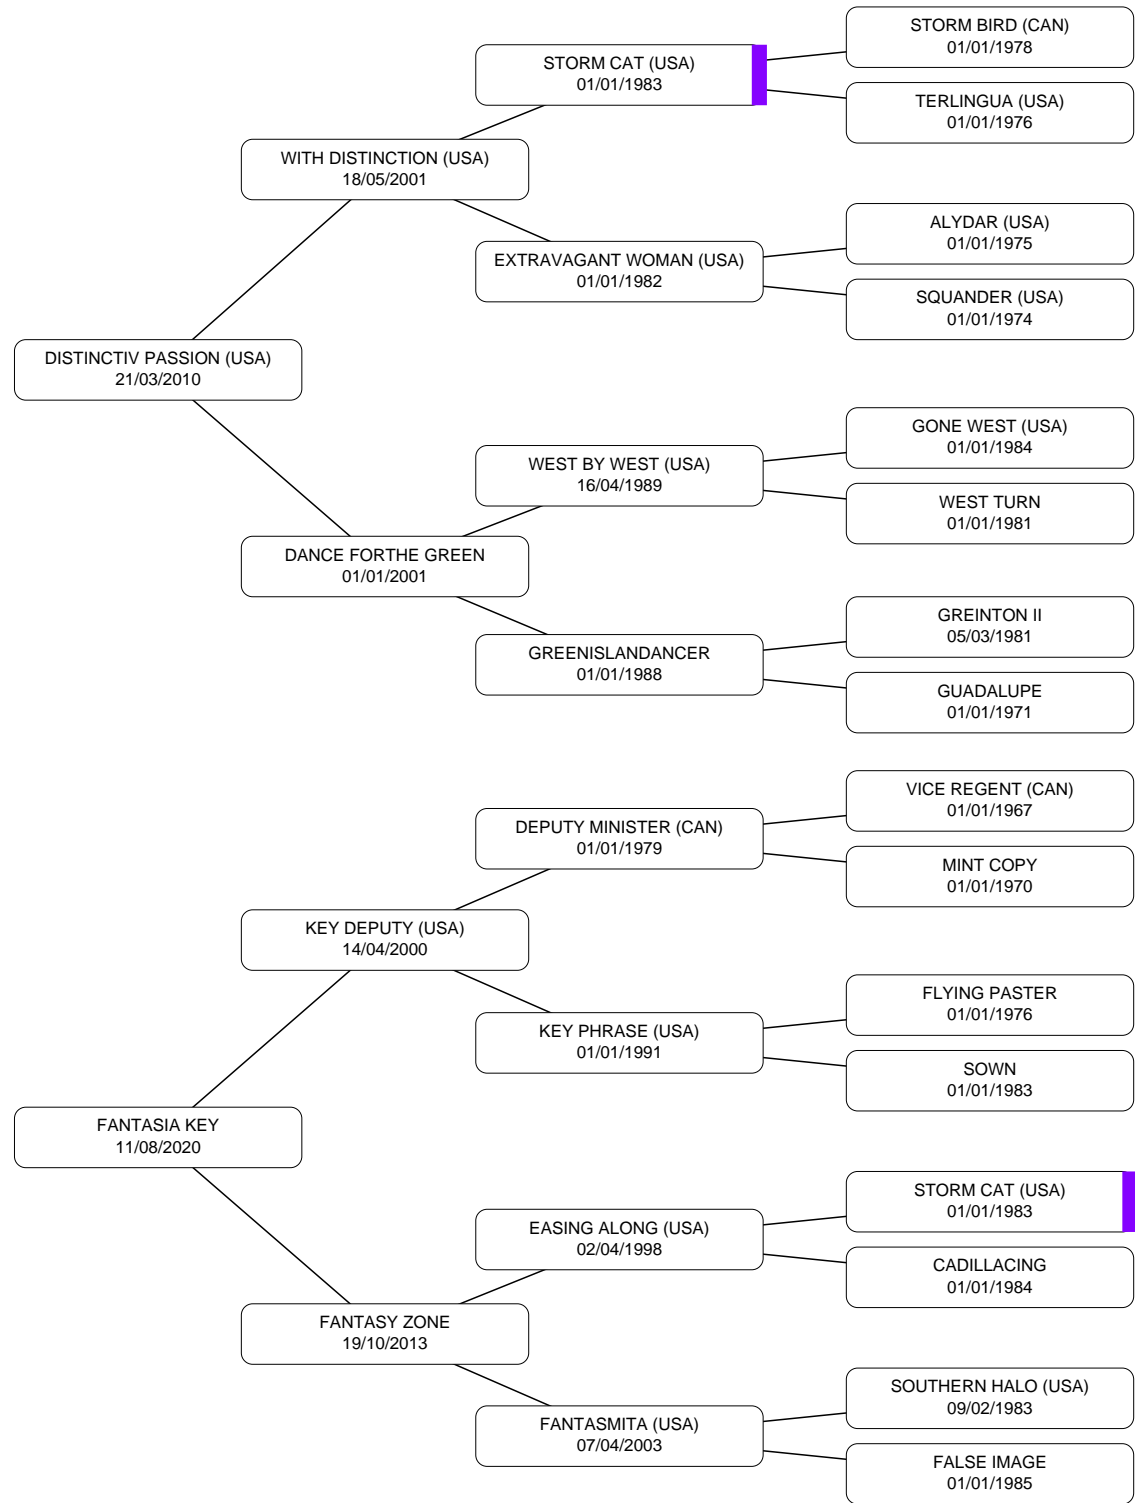 STORM BIRD (CAN)
01/01/1978
STORM CAT (USA)
01/01/1983
TERLINGUA (USA)
01/01/1976
WITH DISTINCTION (USA)
18/05/2001
ALYDAR (USA)
01/01/1975
EXTRAVAGANT WOMAN (USA)
01/01/1982
SQUANDER (USA)
01/01/1974
DISTINCTIV PASSION (USA)
21/03/2010
GONE WEST (USA)
01/01/1984
WEST BY WEST (USA)
16/04/1989
WEST TURN
01/01/1981
DANCE FORTHE GREEN
01/01/2001
GREINTON II
05/03/1981
GREENISLANDANCER
01/01/1988
GUADALUPE
01/01/1971
VICE REGENT (CAN)
01/01/1967
DEPUTY MINISTER (CAN)
01/01/1979
MINT COPY
01/01/1970
KEY DEPUTY (USA)
14/04/2000
FLYING PASTER
01/01/1976
KEY PHRASE (USA)
01/01/1991
SOWN
01/01/1983
FANTASIA KEY
11/08/2020
STORM CAT (USA)
01/01/1983
EASING ALONG (USA)
02/04/1998
CADILLACING
01/01/1984
FANTASY ZONE
19/10/2013
SOUTHERN HALO (USA)
09/02/1983
FANTASMITA (USA)
07/04/2003
FALSE IMAGE
01/01/1985